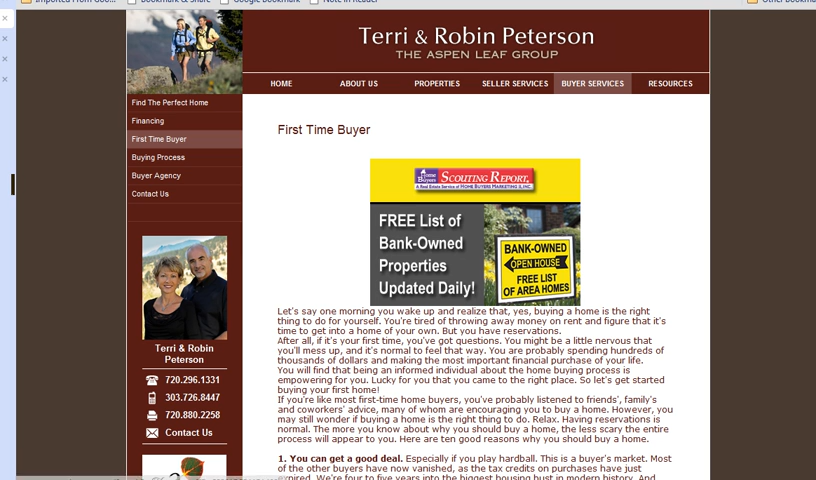 Imported From Goo...
Bookmark & Share
Google Bookmark
Note in Reader
Other Bookma
Terri & Robin Peterson
THE ASPEN LEAF GROUP
HOME
ABOUT US
PROPERTIES
SELLER SERVICES
BUYER SERVICES
RESOURCES
Find The Perfect Home
Financing
First Time Buyer
Buying Process
Buyer Agency
Contact Us
Terri & Robin
Peterson
720.296.1331
303.726.8447
720.880.2258
Contact Us
First Time Buyer
Home Buyers
SCOUTING REPORT
A Real Estate Service of HOME BUYERS MARKETING II, INC.
FREE List of
Bank-Owned
Properties
Updated Daily!
BANK-OWNED
OPEN HOUSE
FREE LIST
OF AREA HOMES
Let's say one morning you wake up and realize that, yes, buying a home is the right
thing to do for yourself. You're tired of throwing away money on rent and figure that it's
time to get into a home of your own. But you have reservations.
After all, if it's your first time, you've got questions. You might be a little nervous that
you'll mess up, and it's normal to feel that way. You are probably spending hundreds of
thousands of dollars and making the most important financial purchase of your life.
You will find that being an informed individual about the home buying process is
empowering for you. Lucky for you that you came to the right place. So let's get started
buying your first home!
If you're like most first-time home buyers, you've probably listened to friends', family's
and coworkers' advice, many of whom are encouraging you to buy a home. However, you
may still wonder if buying a home is the right thing to do. Relax. Having reservations is
normal. The more you know about why you should buy a home, the less scary the entire
process will appear to you. Here are ten good reasons why you should buy a home.
1. You can get a good deal. Especially if you play hardball. This is a buyer's market. Most
of the other buyers have now vanished, as the tax credits on purchases have just
expired. We're four to five years into the biggest housing bust in modern history. And